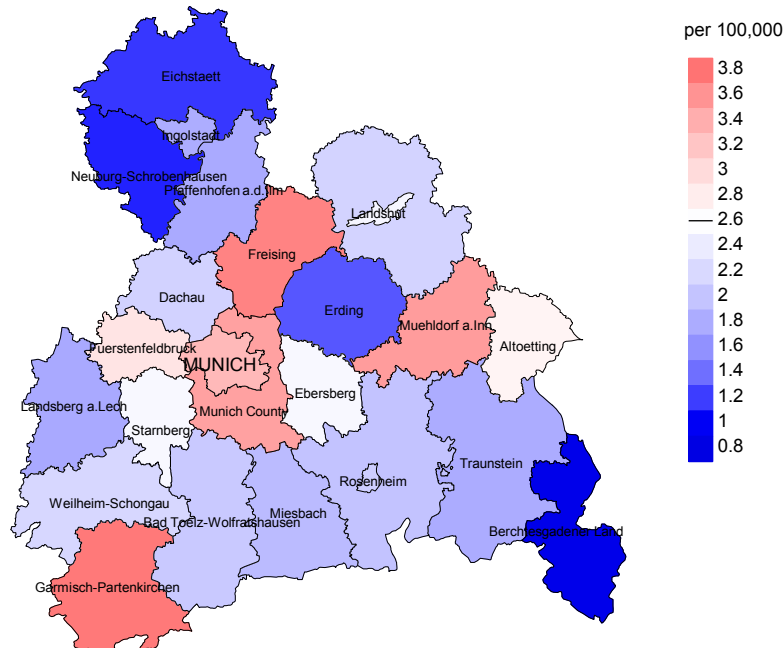 per 100,000
3.8
3.6
3.4
3.2
3
2.8
2.6
2.4
2.2
2
1.8
1.6
1.4
1.2
1
0.8
Eichstaett
Ingolstadt
Neuburg-Schrobenhausen
Pfaffenhofen a.d.Ilm
Landshut
Freising
Dachau
Erding
Muehldorf a.Inn
Altoetting
Fuerstenfeldbruck
MUNICH
Ebersberg
Landsberg a.Lech
Munich County
Starnberg
Traunstein
Rosenheim
Weilheim-Schongau
Miesbach
Bad Toelz-Wolfratshausen
Berchtesgadener Land
Garmisch-Partenkirchen